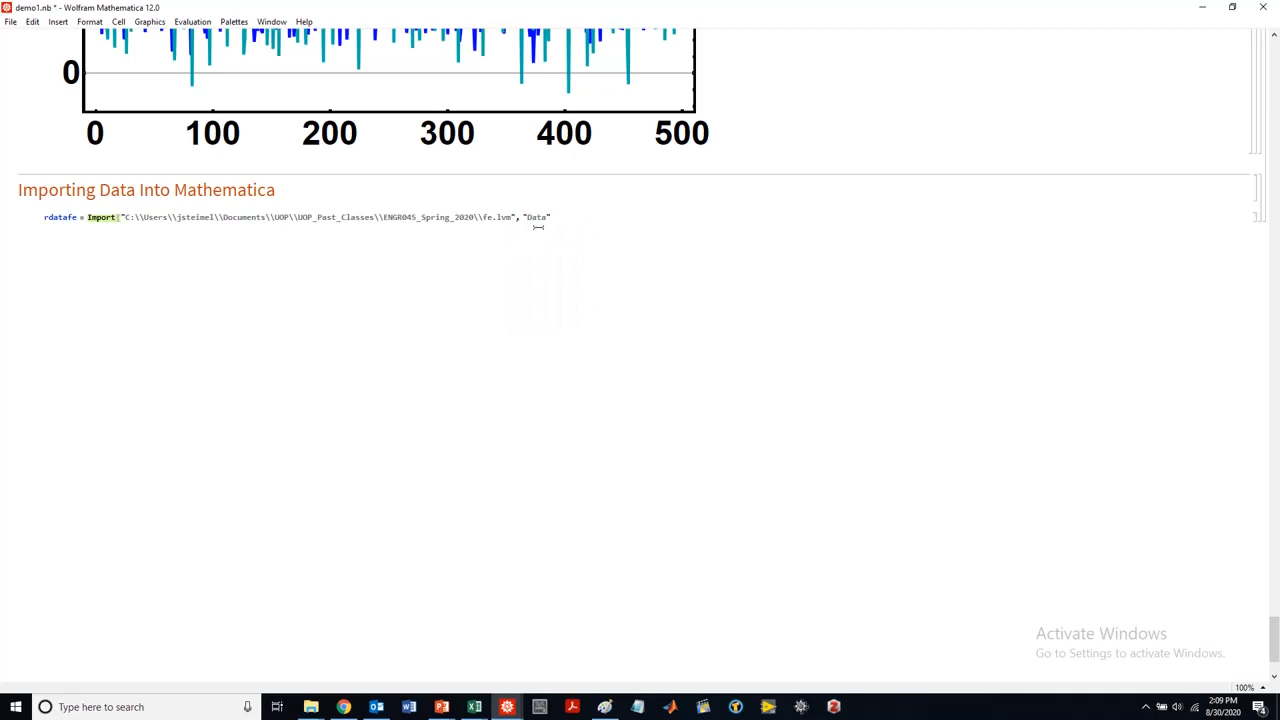 demo1.nb * - Wolfram Mathematica 12.0
File Edit Insert Format Cell Graphics Evaluation Palettes Window Help
0
0 100 200 300 400 500
Importing Data Into Mathematica
rdatafe = Import["C:\\Users\\jsteimel\\Documents\\UOP\\UOP_Past_Classes\\ENGR045_Spring_2020\\fe.lvm", "Data"
Activate Windows
Go to Settings to activate Windows.
100%
Type here to search
2:09 PM
8/30/2020